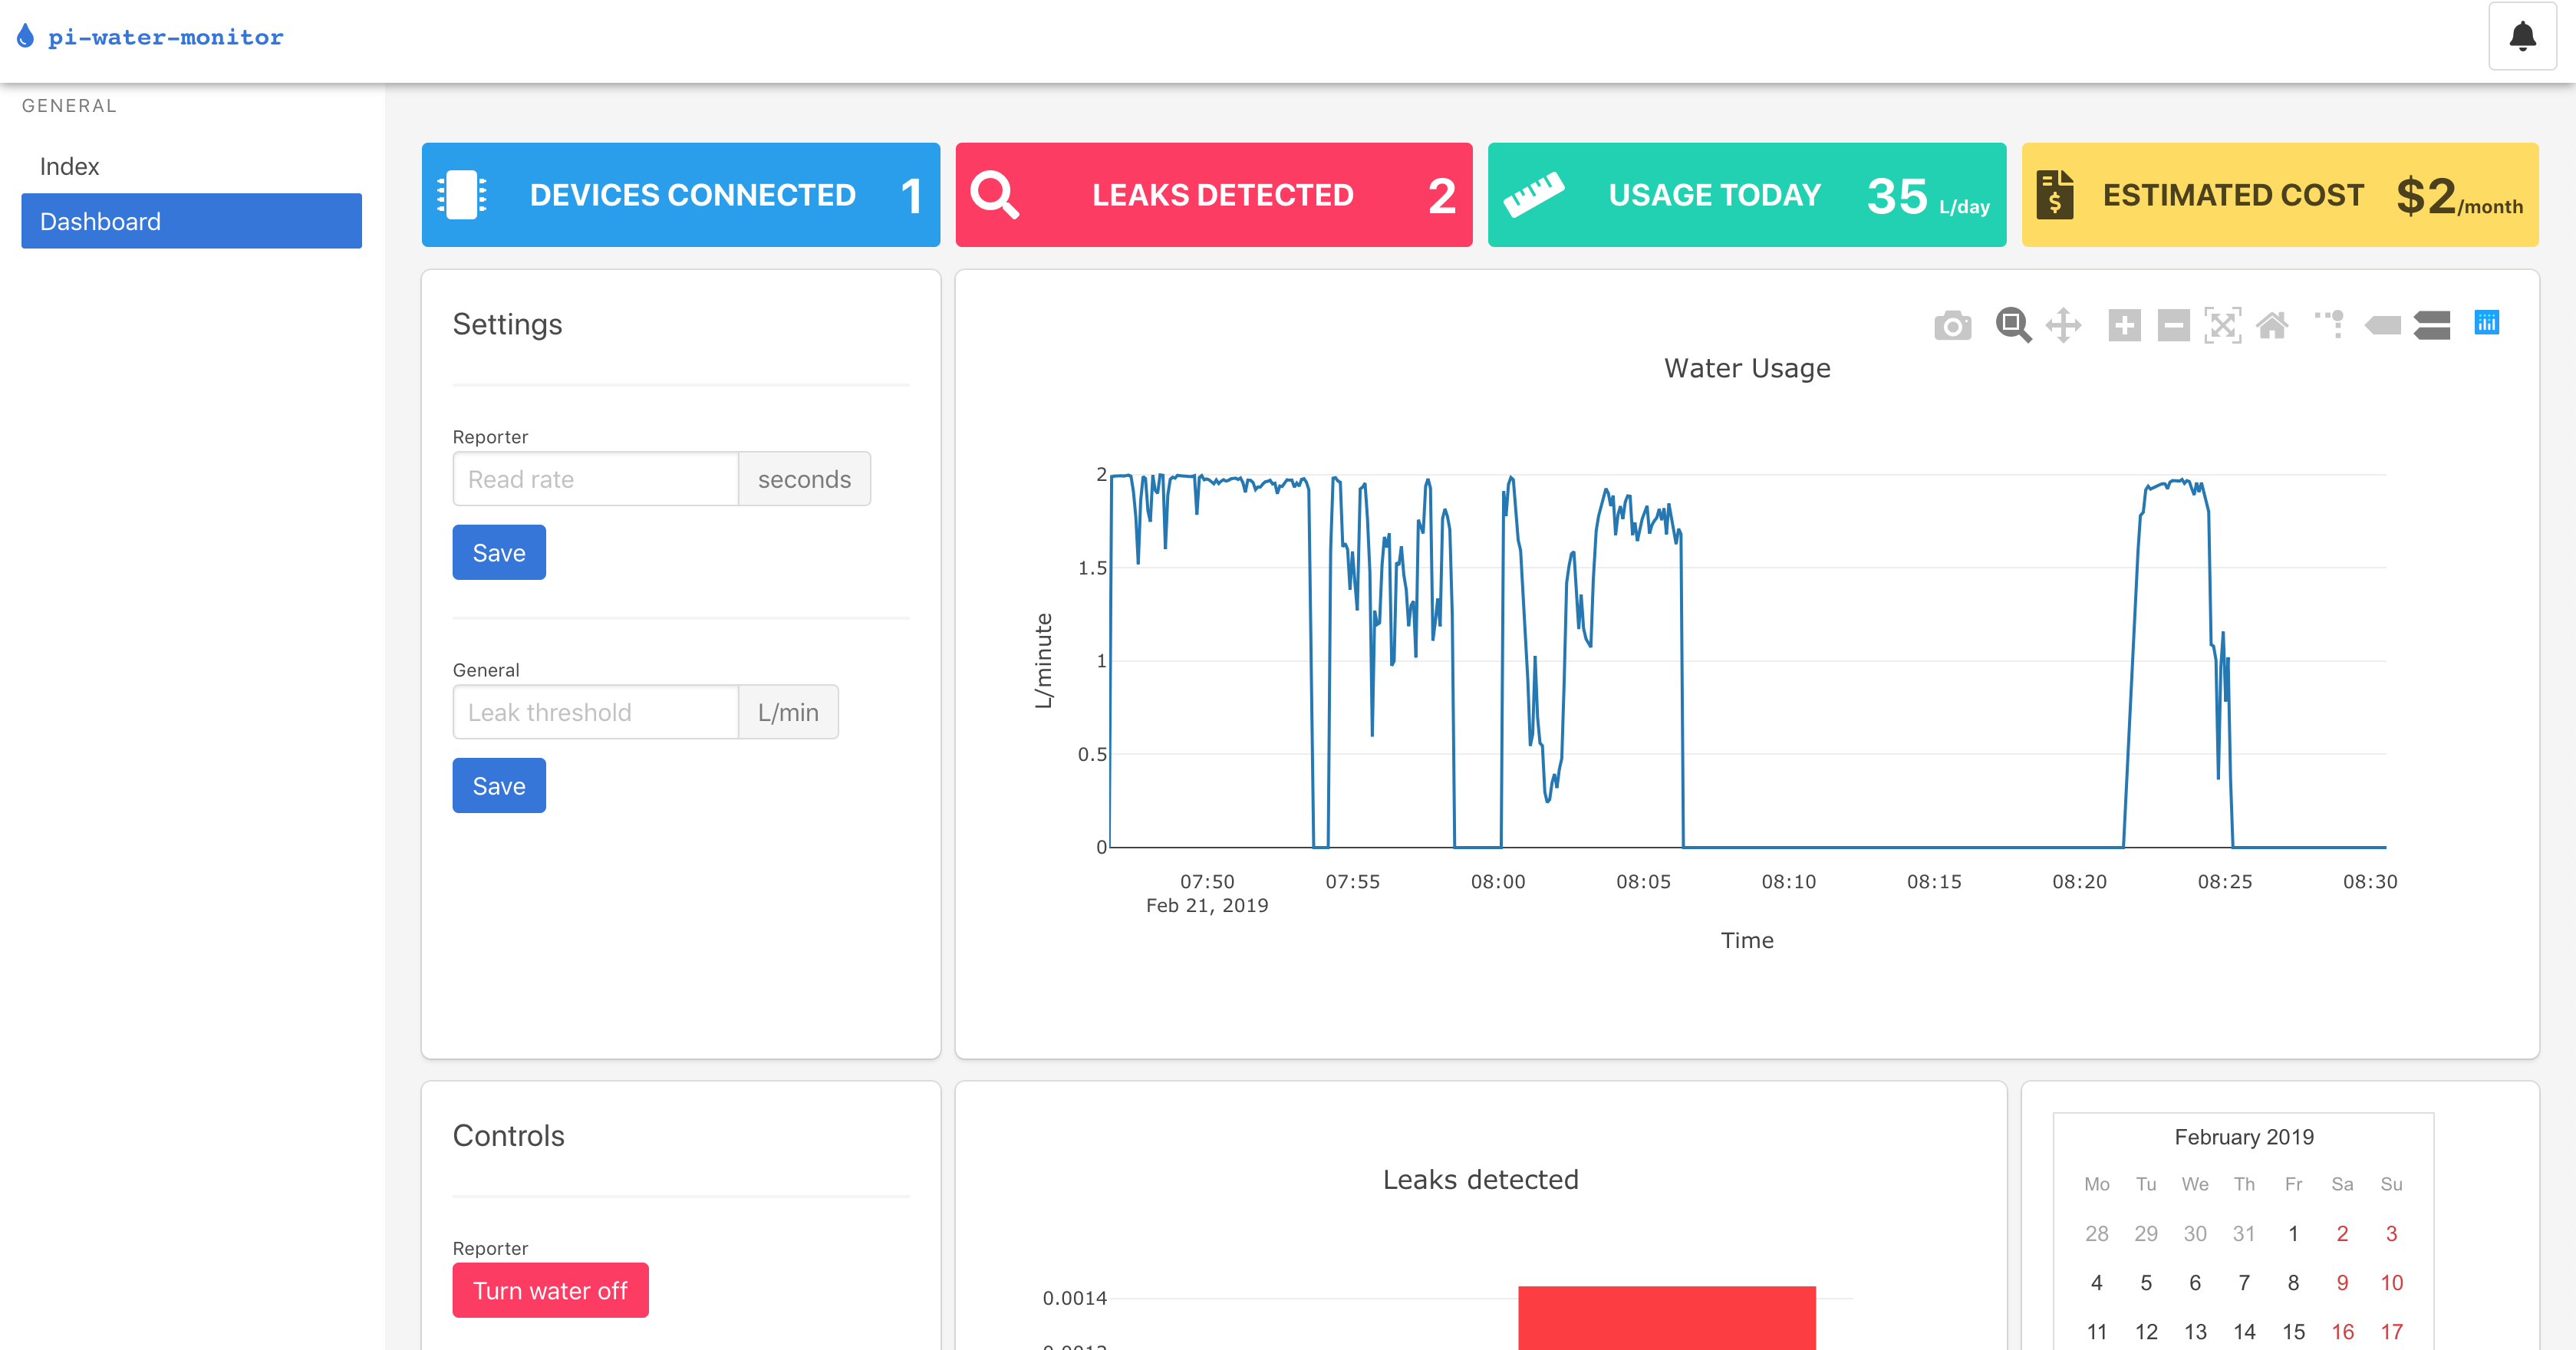 pi-water-monitor
GENERAL
Index
Dashboard
DEVICES CONNECTED 1
LEAKS DETECTED 2
USAGE TODAY 35 L/day
ESTIMATED COST $2/month
Settings
Reporter
Read rate seconds
Save
General
Leak threshold L/min
Save
Water Usage
2
1.5
1
0.5
0
L/minute
07:50 07:55 08:00 08:05 08:10 08:15 08:20 08:25 08:30
Feb 21, 2019
Time
Controls
Reporter
Turn water off
Leaks detected
0.0014
February 2019
Mo Tu We Th Fr Sa Su
28 29 30 31 1 2 3
4 5 6 7 8 9 10
11 12 13 14 15 16 17